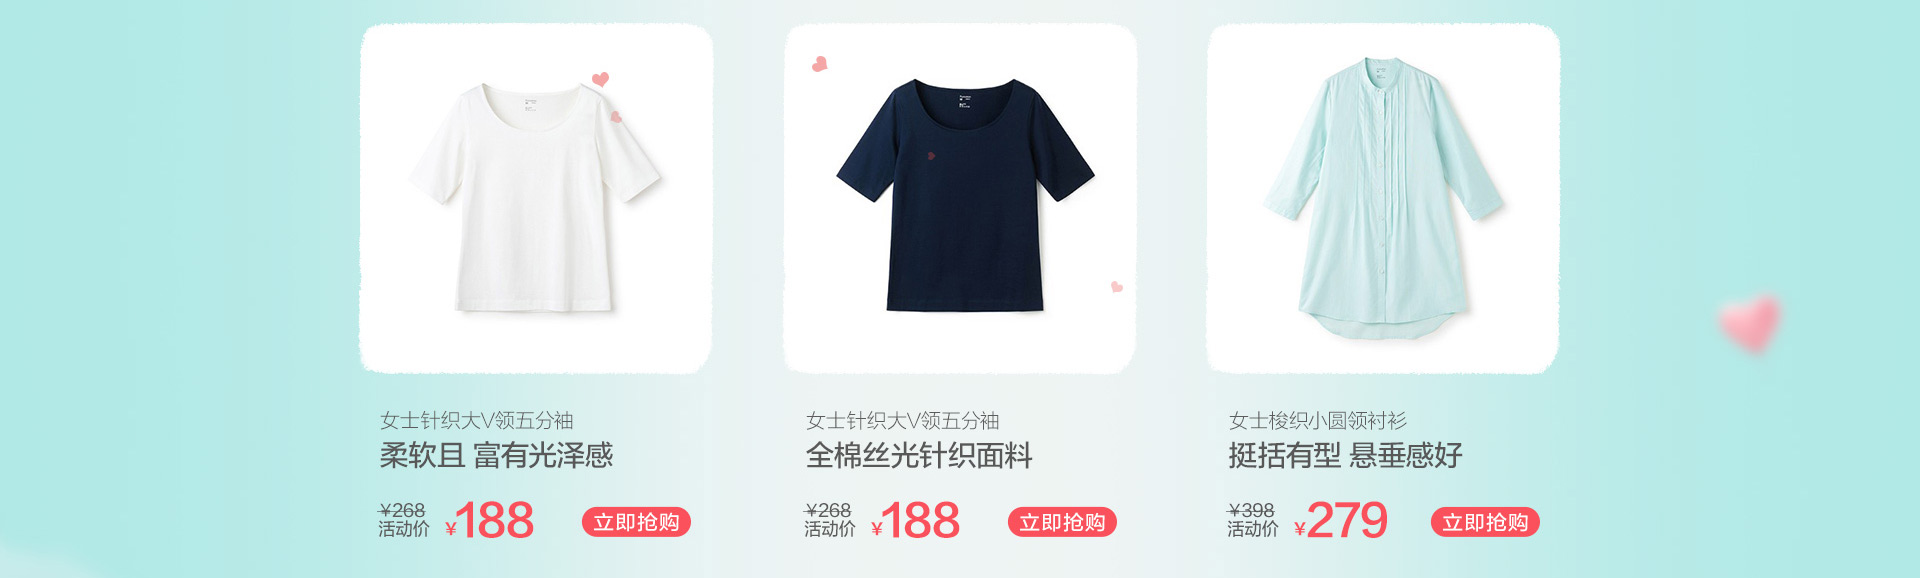 女士针织大V领五分袖
柔软且 富有光泽感
¥268
活动价 ¥188 立即抢购
女士针织大V领五分袖
全棉丝光针织面料
¥268
活动价 ¥188 立即抢购
女士梭织小圆领衬衫
挺括有型 悬垂感好
¥398
活动价 ¥279 立即抢购